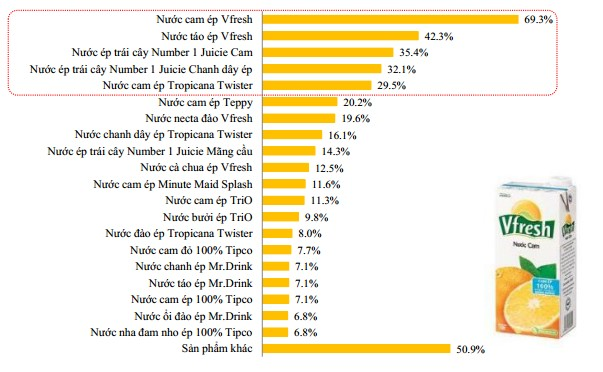 Nước cam ép Vfresh 69.3%
Nước táo ép Vfresh 42.3%
Nước ép trái cây Number 1 Juicie Cam 35.4%
Nước ép trái cây Number 1 Juicie Chanh dây ép 32.1%
Nước cam ép Tropicana Twister 29.5%
Nước cam ép Teppy 20.2%
Nước necta đào Vfresh 19.6%
Nước chanh dây ép Tropicana Twister 16.1%
Nước ép trái cây Number 1 Juicie Mãng cầu 14.3%
Nước cà chua ép Vfresh 12.5%
Nước cam ép Minute Maid Splash 11.6%
Nước cam ép TriO 11.3%
Nước bưởi ép TriO 9.8%
Nước đào ép Tropicana Twister 8.0%
Nước cam đỏ 100% Tipco 7.7%
Nước chanh ép Mr.Drink 7.1%
Nước táo ép Mr.Drink 7.1%
Nước cam ép 100% Tipco 7.1%
Nước ổi đào ép Mr.Drink 6.8%
Nước nha đam nho ép 100% Tipco 6.8%
Sản phẩm khác 50.9%
Vfresh
Nước Cam
100%